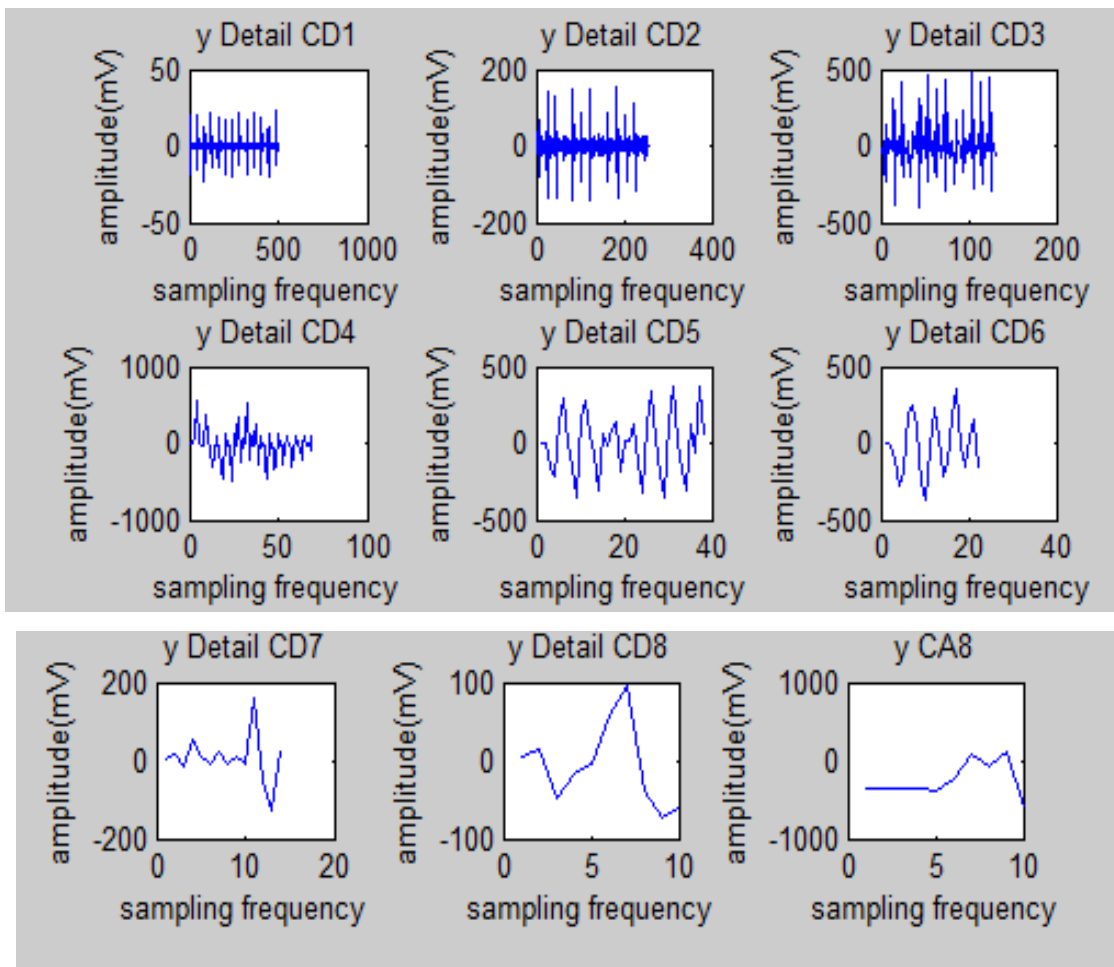 y Detail CD1
y Detail CD2
y Detail CD3
amplitude(mV)
50
0
-50
0
500
1000
sampling frequency
amplitude(mV)
200
0
-200
0
200
400
sampling frequency
amplitude(mV)
500
0
-500
0
100
200
sampling frequency
y Detail CD4
y Detail CD5
y Detail CD6
amplitude(mV)
1000
0
-1000
0
50
100
sampling frequency
amplitude(mV)
500
0
-500
0
20
40
sampling frequency
amplitude(mV)
500
0
-500
0
20
40
sampling frequency
y Detail CD7
y Detail CD8
y CA8
amplitude(mV)
200
0
-200
0
10
20
sampling frequency
amplitude(mV)
100
0
-100
0
5
10
sampling frequency
amplitude(mV)
1000
0
-1000
0
5
10
sampling frequency